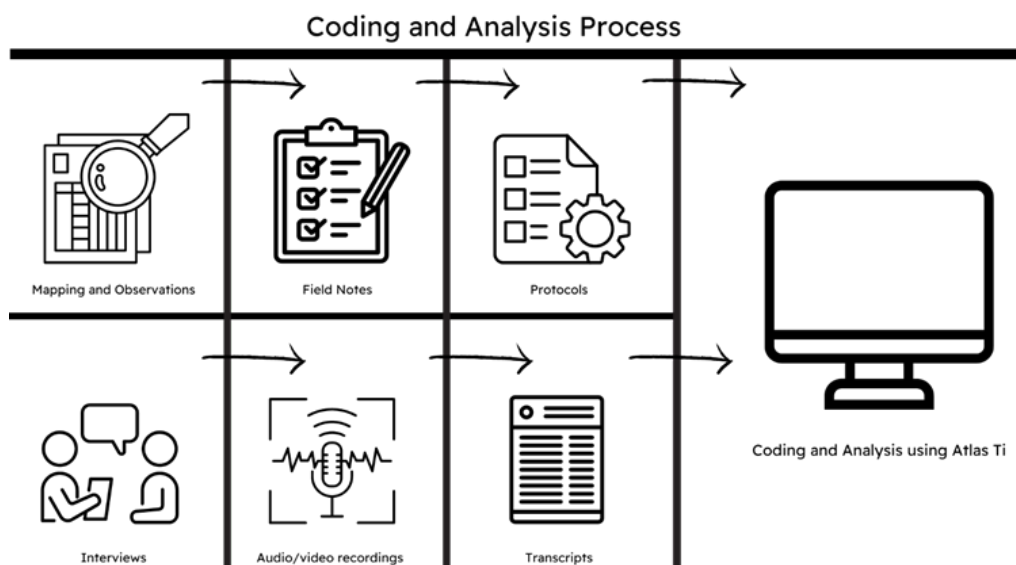 Coding and Analysis Process
Mapping and Observations
Field Notes
Protocols
Interviews
Audio/video recordings
Transcripts
Coding and Analysis using Atlas Ti